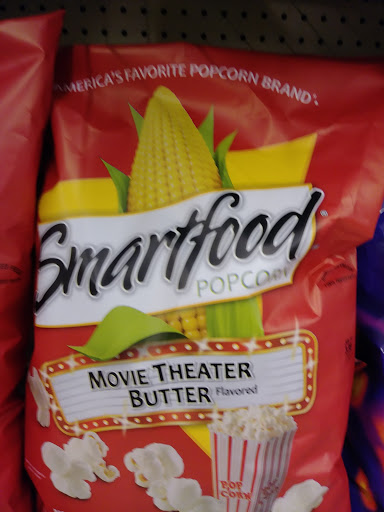 AMERICA'S FAVORITE POPCORN BRAND
Smartfood®
POPCORN
MOVIE THEATER
BUTTER Flavored
POP
CORN